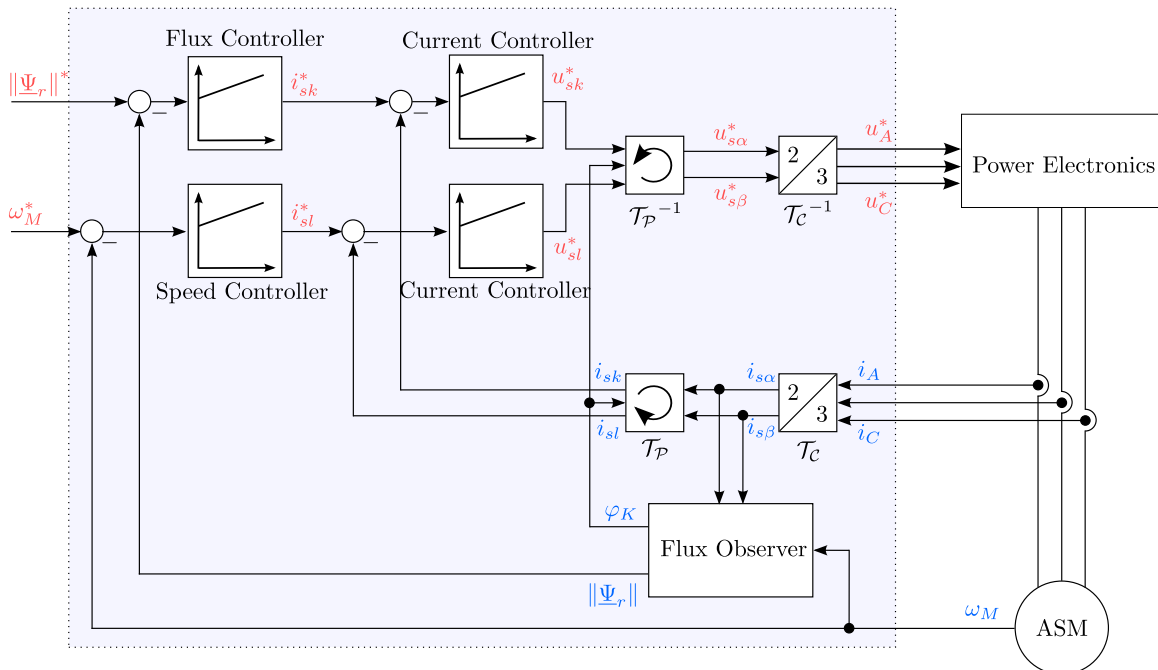 Flux Controller
Current Controller
‖Ψ_r‖*
i*_sk
u*_sk
u*_sα
u*_A
2
3
Power Electronics
ω*_M
i*_sl
u*_sl
u*_sβ
u*_C
T_P⁻¹
T_C⁻¹
Speed Controller
Current Controller
i_sk
i_sα
i_A
2
3
i_sl
i_sβ
i_C
T_P
T_C
φ_K
Flux Observer
‖Ψ_r‖
ω_M
ASM